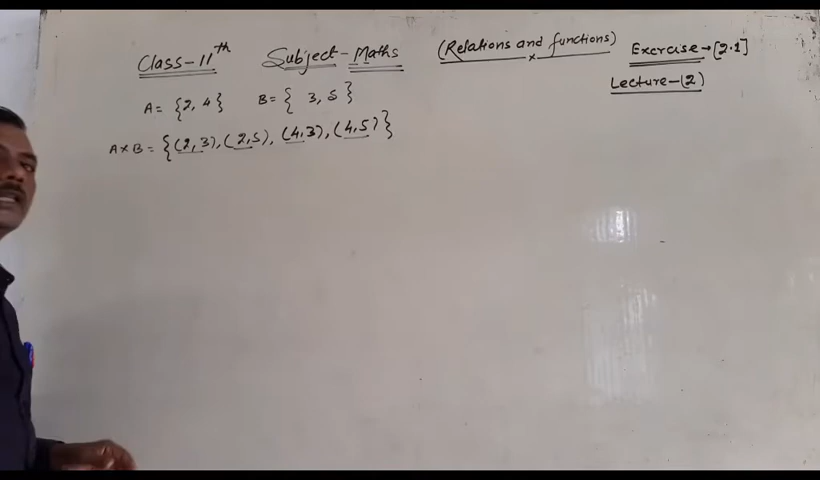 Class-11th Subject-Maths (Relations and functions) Exercise→[2.1]
Lecture-(2)
A = {2, 4} B = { 3, 5 }
A × B = {(2, 3), (2,5), (4,3), (4,5)}